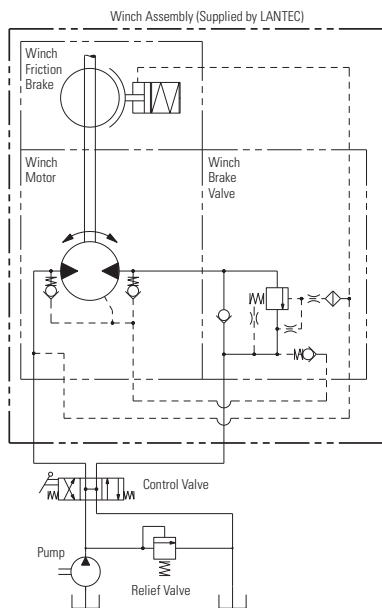 Winch Assembly (Supplied by LANTEC)
Winch
Friction
Brake
Winch
Motor
Winch
Brake
Valve
Control Valve
Pump
Relief Valve